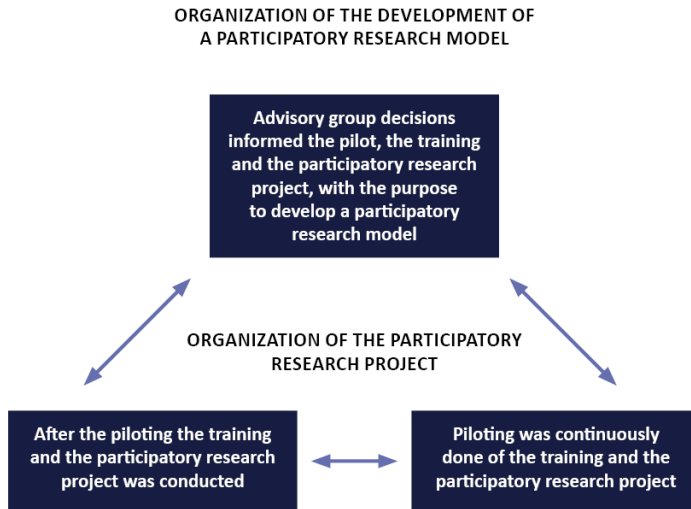 ORGANIZATION OF THE DEVELOPMENT OF
A PARTICIPATORY RESEARCH MODEL
Advisory group decisions
informed the pilot, the training
and the participatory research
project, with the purpose
to develop a participatory
research model
ORGANIZATION OF THE PARTICIPATORY
RESEARCH PROJECT
After the piloting the training
and the participatory research
project was conducted
Piloting was continuously
done of the training and the
participatory research project